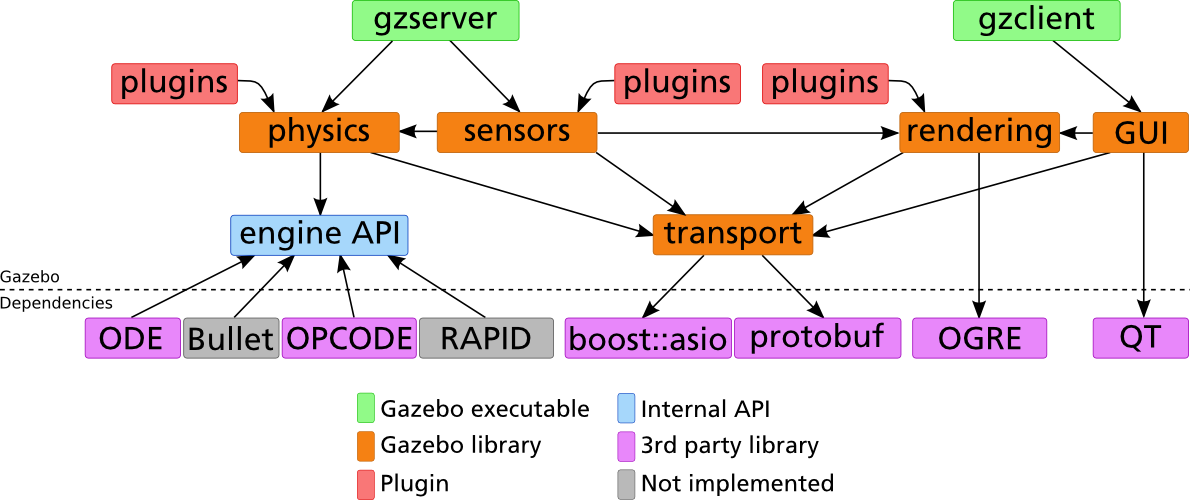 gzserver
gzclient
plugins
plugins
plugins
physics
sensors
rendering
GUI
engine API
transport
Gazebo
Dependencies
ODE
Bullet
OPCODE
RAPID
boost::asio
protobuf
OGRE
QT
Gazebo executable
Internal API
Gazebo library
3rd party library
Plugin
Not implemented